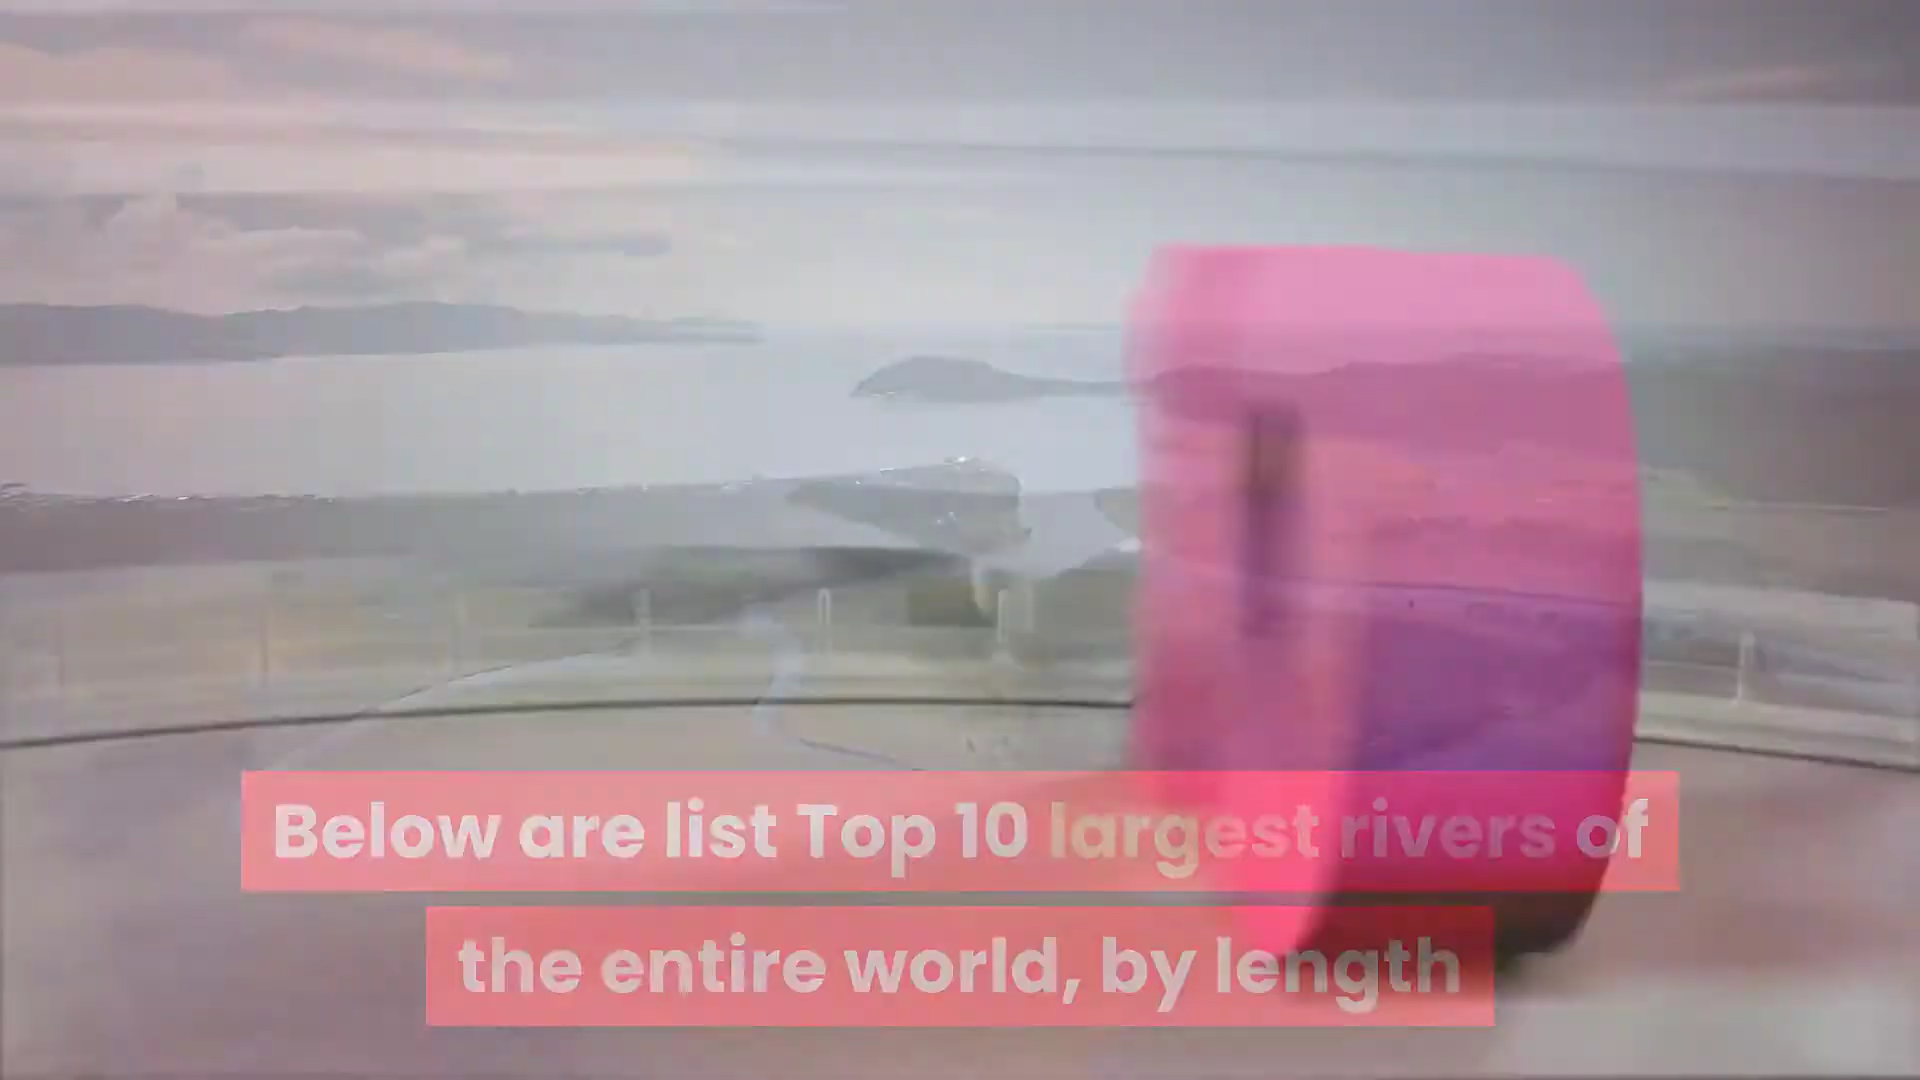 Below are list Top 10 largest rivers of
the entire world, by length